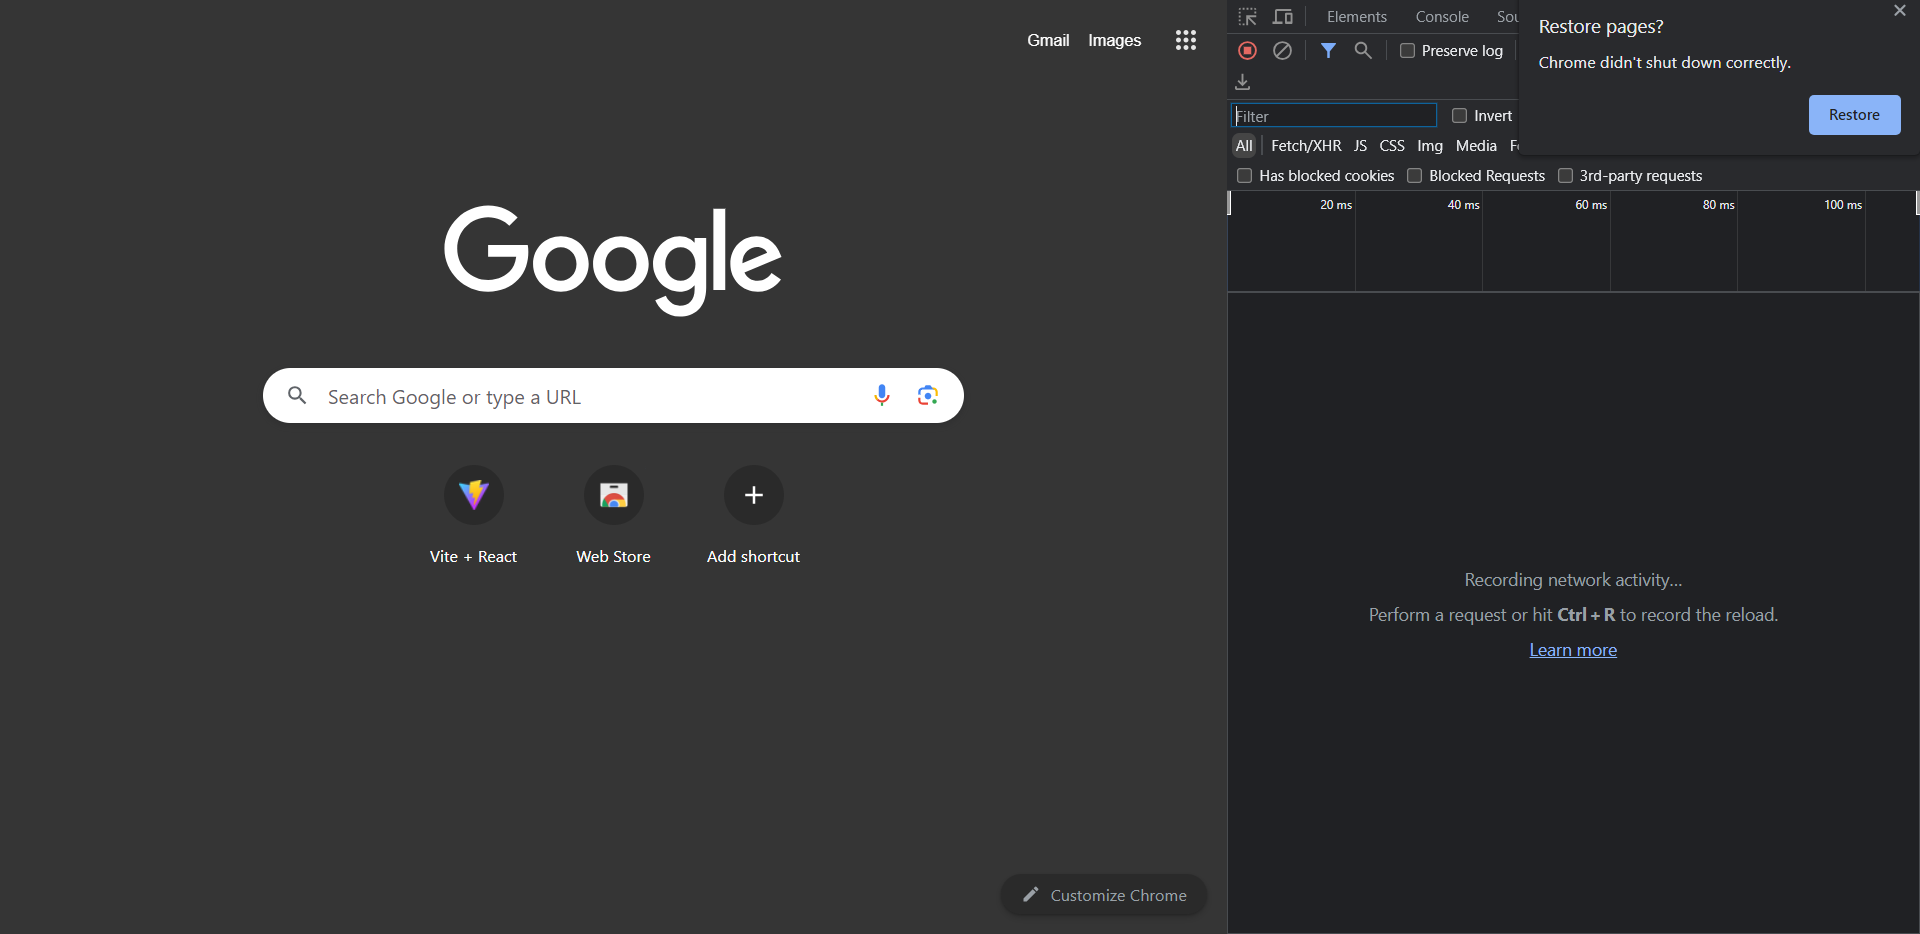 Gmail Images
Google
Search Google or type a URL
Vite + React
Web Store
Add shortcut
Customize Chrome
Elements Console
Preserve log
Filter
Invert
All Fetch/XHR JS CSS Img Media
Has blocked cookies Blocked Requests 3rd-party requests
20 ms 40 ms 60 ms 80 ms 100 ms
Recording network activity...
Perform a request or hit Ctrl + R to record the reload.
Learn more
Restore pages?
Chrome didn't shut down correctly.
Restore